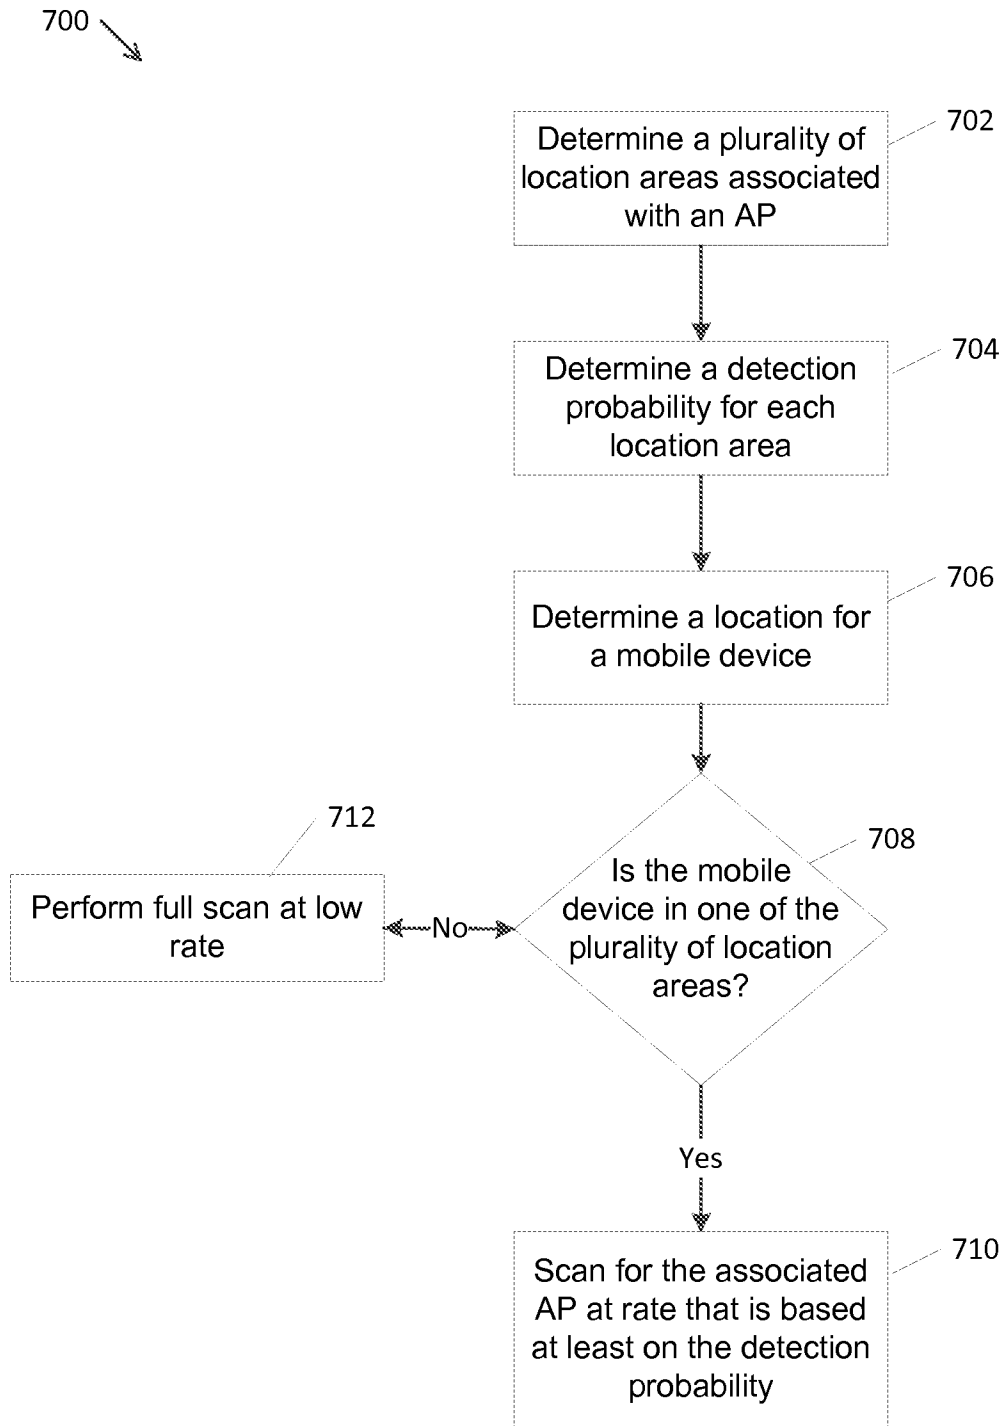 700
702
Determine a plurality of
location areas associated
with an AP
704
Determine a detection
probability for each
location area
706
Determine a location for
a mobile device
708
Is the mobile
device in one of the
plurality of location
areas?
712
Perform full scan at low
rate
No
Yes
710
Scan for the associated
AP at rate that is based
at least on the detection
probability